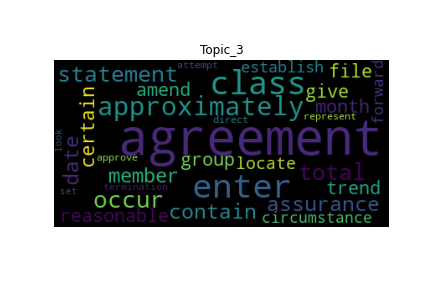 Topic_3
attempt
statement
class
establish
file
forward
amend
give
certain
approximately
month
direct
represent
look
agreement
date
approve
group
locate
member
enter
total
set
termination
trend
occur
assurance
reasonable
contain
circumstance